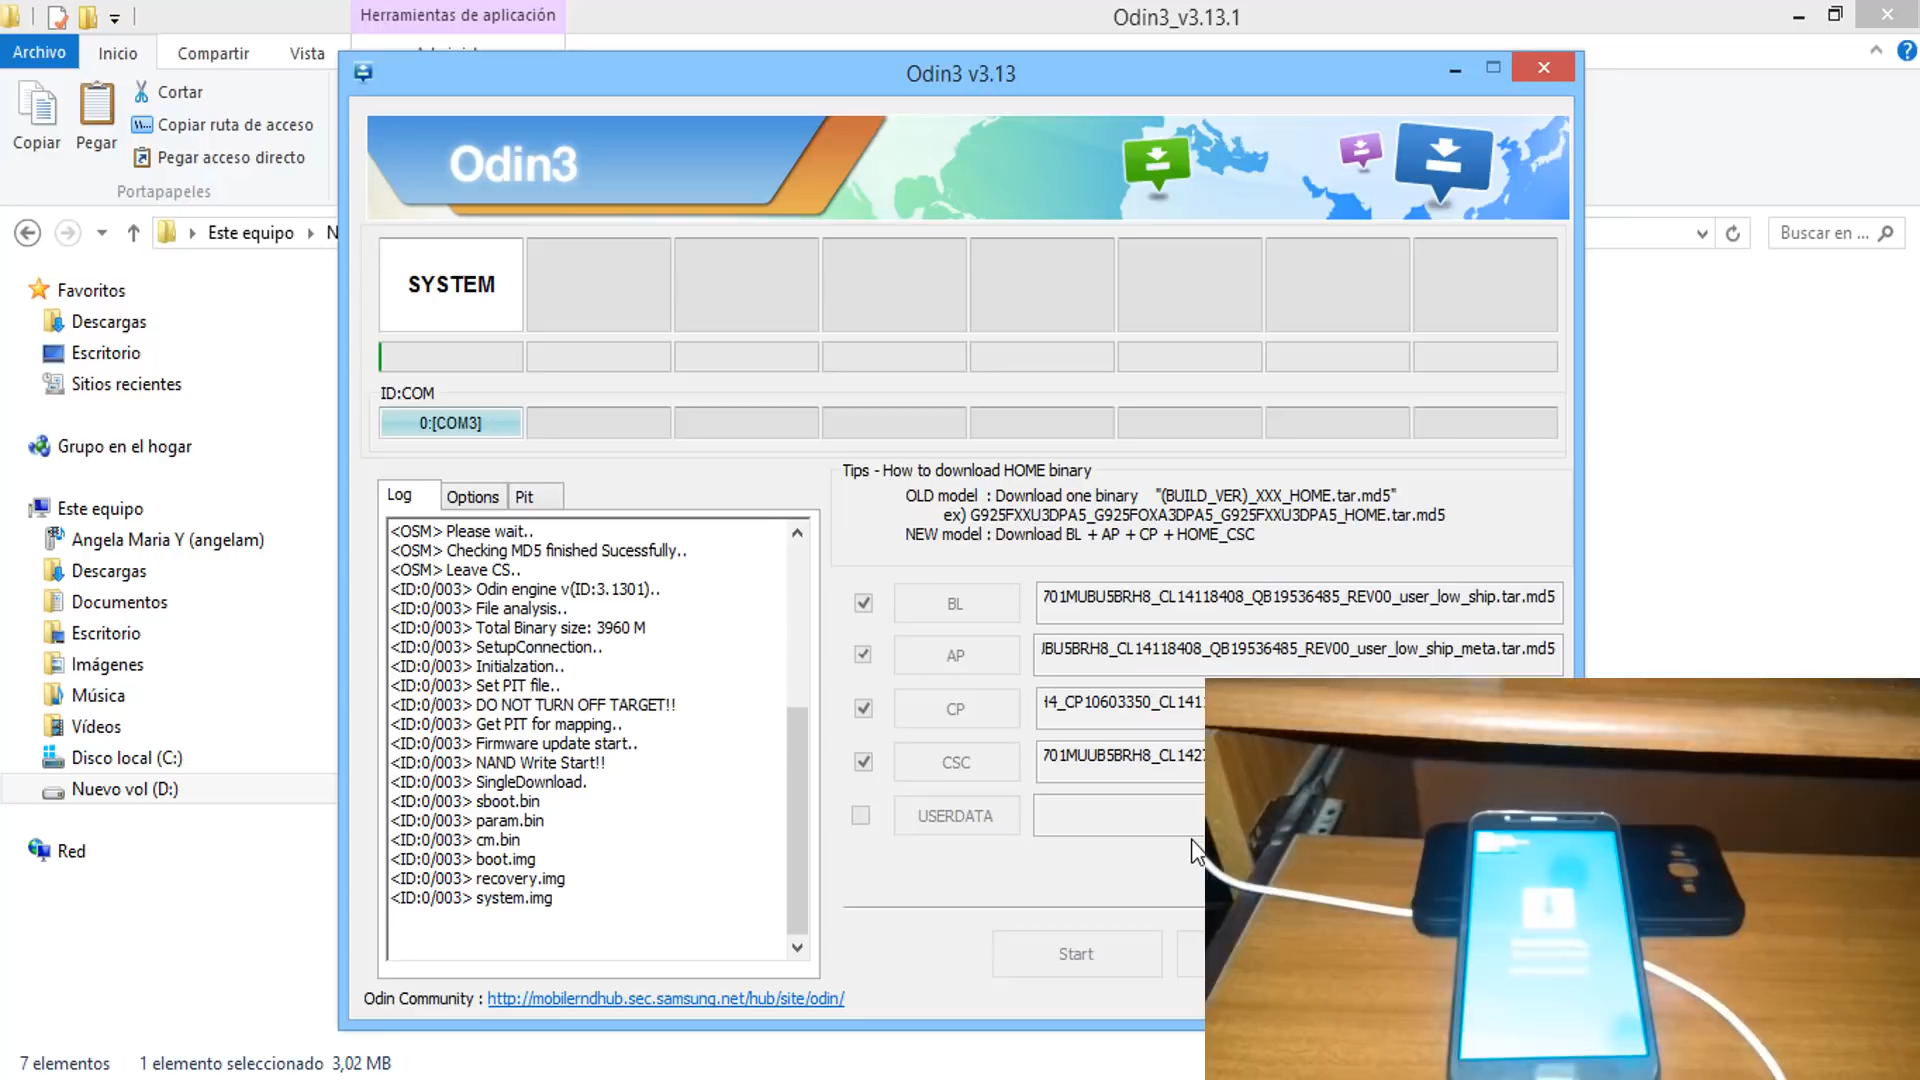 Herramientas de aplicación
Odin3_v3.13.1
Archivo
Inicio
Compartir
Vista
Copiar
Pegar
Cortar
Copiar ruta de acceso
Pegar acceso directo
Portapapeles
Este equipo
N
Buscar en ...
Favoritos
Descargas
Escritorio
Sitios recientes
Grupo en el hogar
Este equipo
Angela Maria Y (angelam)
Descargas
Documentos
Escritorio
Imágenes
Música
Vídeos
Disco local (C:)
Nuevo vol (D:)
Red
7 elementos
1 elemento seleccionado 3,02 MB
Odin3 v3.13
Odin3
SYSTEM
ID:COM
0:[COM3]
Log
Options
Pit
<OSM> Please wait..
<OSM> Checking MD5 finished Sucessfully..
<OSM> Leave CS..
<ID:0/003> Odin engine v(ID:3.1301)..
<ID:0/003> File analysis..
<ID:0/003> Total Binary size: 3960 M
<ID:0/003> SetupConnection..
<ID:0/003> Initialzation..
<ID:0/003> Set PIT file..
<ID:0/003> DO NOT TURN OFF TARGET!!
<ID:0/003> Get PIT for mapping..
<ID:0/003> Firmware update start..
<ID:0/003> NAND Write Start!!
<ID:0/003> SingleDownload.
<ID:0/003> sboot.bin
<ID:0/003> param.bin
<ID:0/003> cm.bin
<ID:0/003> boot.img
<ID:0/003> recovery.img
<ID:0/003> system.img
Tips - How to download HOME binary
OLD model : Download one binary "(BUILD_VER)_XXX_HOME.tar.md5"
ex) G925FXXU3DPA5_G925FOXA3DPA5_G925FXXU3DPA5_HOME.tar.md5
NEW model : Download BL + AP + CP + HOME_CSC
BL
701MUBU5BRH8_CL14118408_QB19536485_REV00_user_low_ship.tar.md5
AP
JBU5BRH8_CL14118408_QB19536485_REV00_user_low_ship_meta.tar.md5
CP
H4_CP10603350_CL141
CSC
701MUUB5BRH8_CL142
USERDATA
Start
Odin Community : http://mobilerndhub.sec.samsung.net/hub/site/odin/